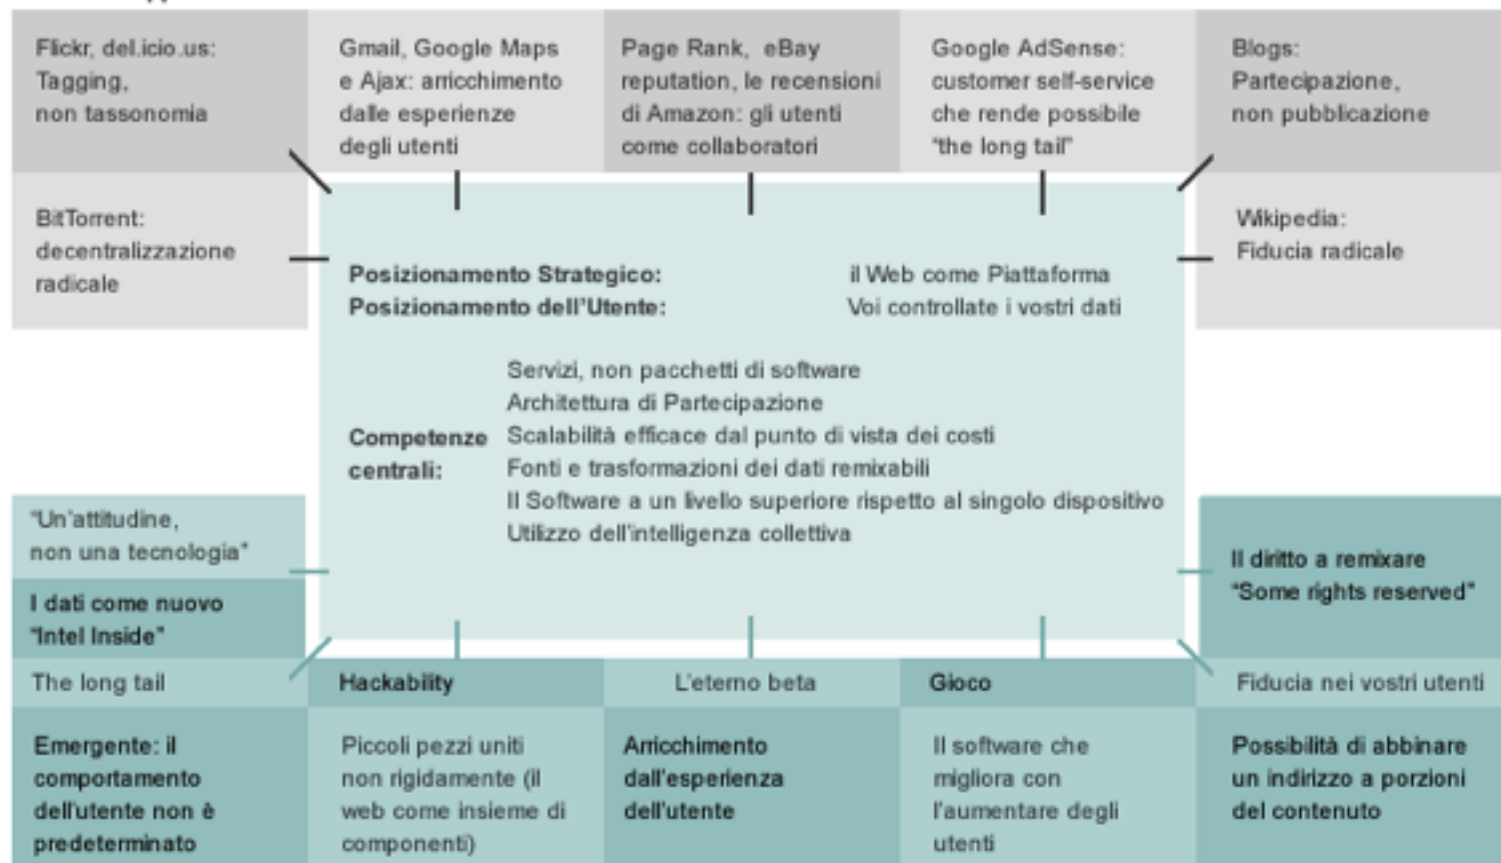 Flickr, del.icio.us:
Tagging,
non tassonomia
Gmail, Google Maps
e Ajax: arricchimento
dalle esperienze
degli utenti
Page Rank, eBay
reputation, le recensioni
di Amazon: gli utenti
come collaboratori
Google AdSense:
customer self-service
che rende possibile
"the long tail"
Blogs:
Partecipazione,
non pubblicazione
BitTorrent:
decentralizzazione
radicale
Wikipedia:
Fiducia radicale
Posizionamento Strategico: il Web come Piattaforma
Posizionamento dell'Utente: Voi controllate i vostri dati
Competenze
centrali:
Servizi, non pacchetti di software
Architettura di Partecipazione
Scalabilità efficace dal punto di vista dei costi
Fonti e trasformazioni dei dati remixabili
Il Software a un livello superiore rispetto al singolo dispositivo
Utilizzo dell'intelligenza collettiva
"Un'attitudine,
non una tecnologia"
I dati come nuovo
"Intel Inside"
Il diritto a remixare
"Some rights reserved"
The long tail
Hackability
L'eterno beta
Gioco
Fiducia nei vostri utenti
Emergente: il
comportamento
dell'utente non è
predeterminato
Piccoli pezzi uniti
non rigidamente (il
web come insieme di
componenti)
Arricchimento
dall'esperienza
dell'utente
Il software che
migliora con
l'aumentare degli
utenti
Possibilità di abbinare
un indirizzo a porzioni
del contenuto